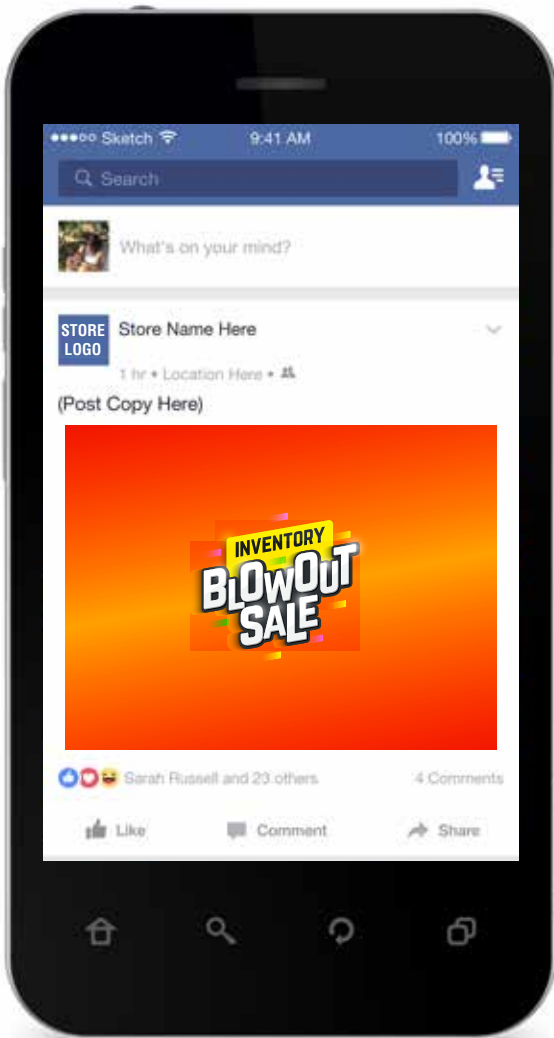 Sketch 9:41 AM 100%
Search
What's on your mind?
STORE
LOGO
Store Name Here
1 hr • Location Here •
(Post Copy Here)
INVENTORY
BLOWOUT
SALE
Sarah Russell and 23 others 4 Comments
Like Comment Share